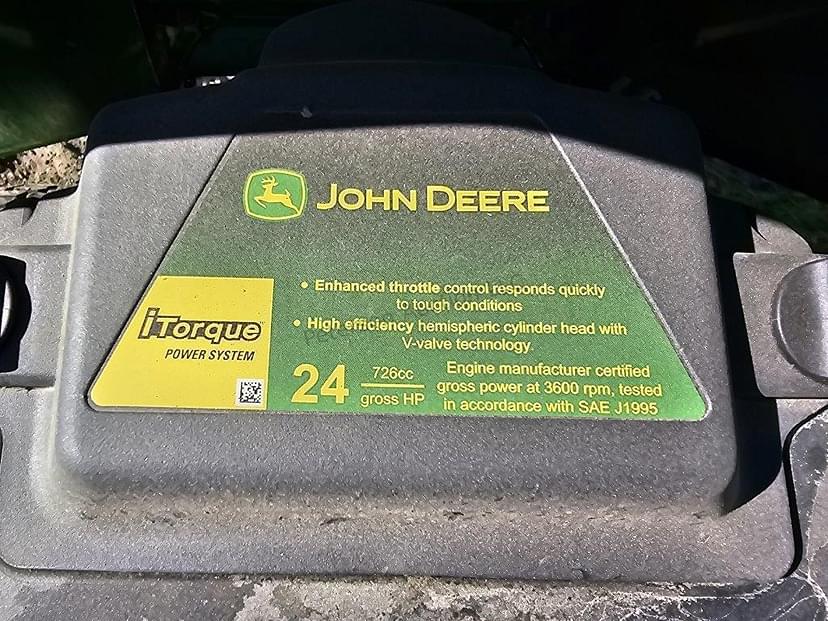 JOHN DEERE
• Enhanced throttle control responds quickly
to tough conditions
• High efficiency hemispheric cylinder head with
V-valve technology.
iTorque™
POWER SYSTEM
24
726cc
gross HP
Engine manufacturer certified
gross power at 3600 rpm, tested
in accordance with SAE J1995